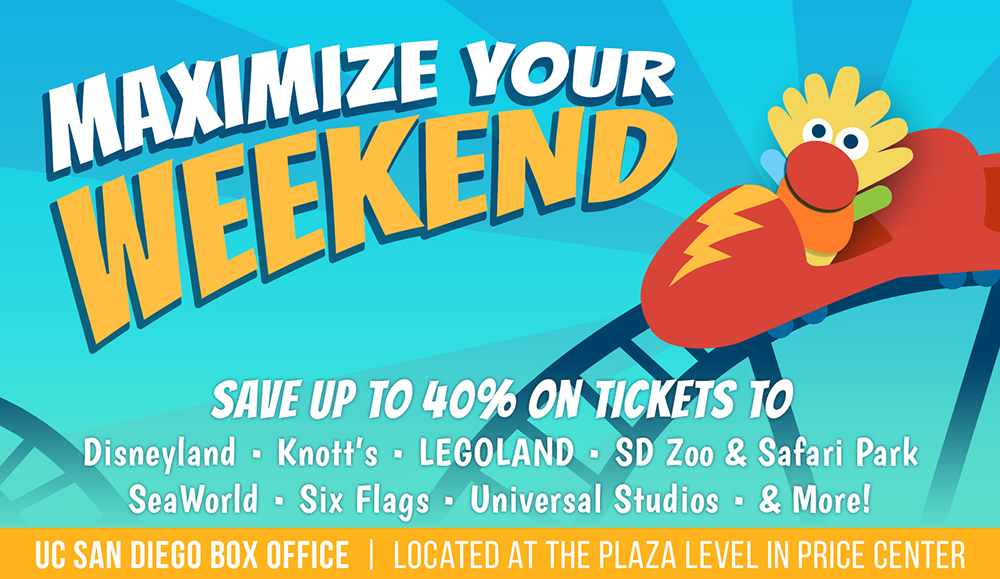 MAXIMIZE YOUR
WEEKEND
SAVE UP TO 40% ON TICKETS TO
Disneyland · Knott's · LEGOLAND · SD Zoo & Safari Park
SeaWorld · Six Flags · Universal Studios · & More!
UC SAN DIEGO BOX OFFICE | LOCATED AT THE PLAZA LEVEL IN PRICE CENTER